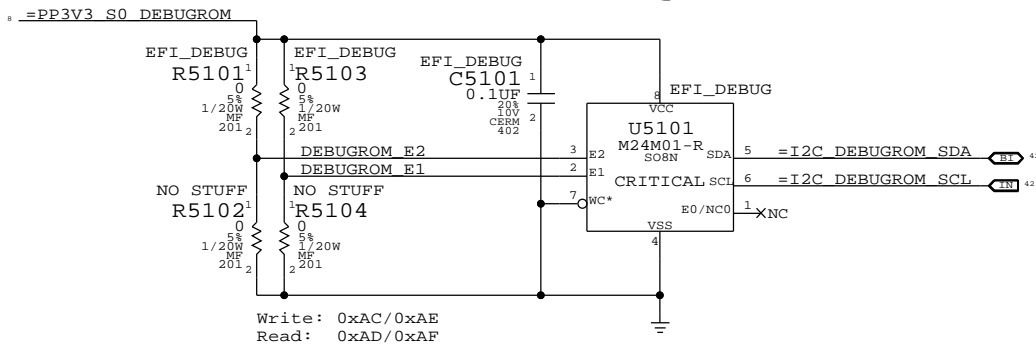 8 =PP3V3_S0_DEBUGROM
EFI_DEBUG
R5101
1
0
5%
1/20W
MF
201
2
EFI_DEBUG
R5103
1
0
5%
1/20W
MF
201
2
EFI_DEBUG
C5101
1
0.1UF
20%
10V
CERM
402
2
EFI_DEBUG
8
VCC
U5101
M24M01-R
SO8N
CRITICAL
3 E2
2 E1
7 WC*
SDA 5
SCL 6
E0/NC0 1
NC
VSS
4
DEBUGROM_E2
DEBUGROM_E1
=I2C_DEBUGROM_SDA
BI
=I2C_DEBUGROM_SCL
IN 42
NO STUFF
R5102
1
0
5%
1/20W
MF
201
2
NO STUFF
R5104
1
0
5%
1/20W
MF
201
2
Write: 0xAC/0xAE
Read: 0xAD/0xAF